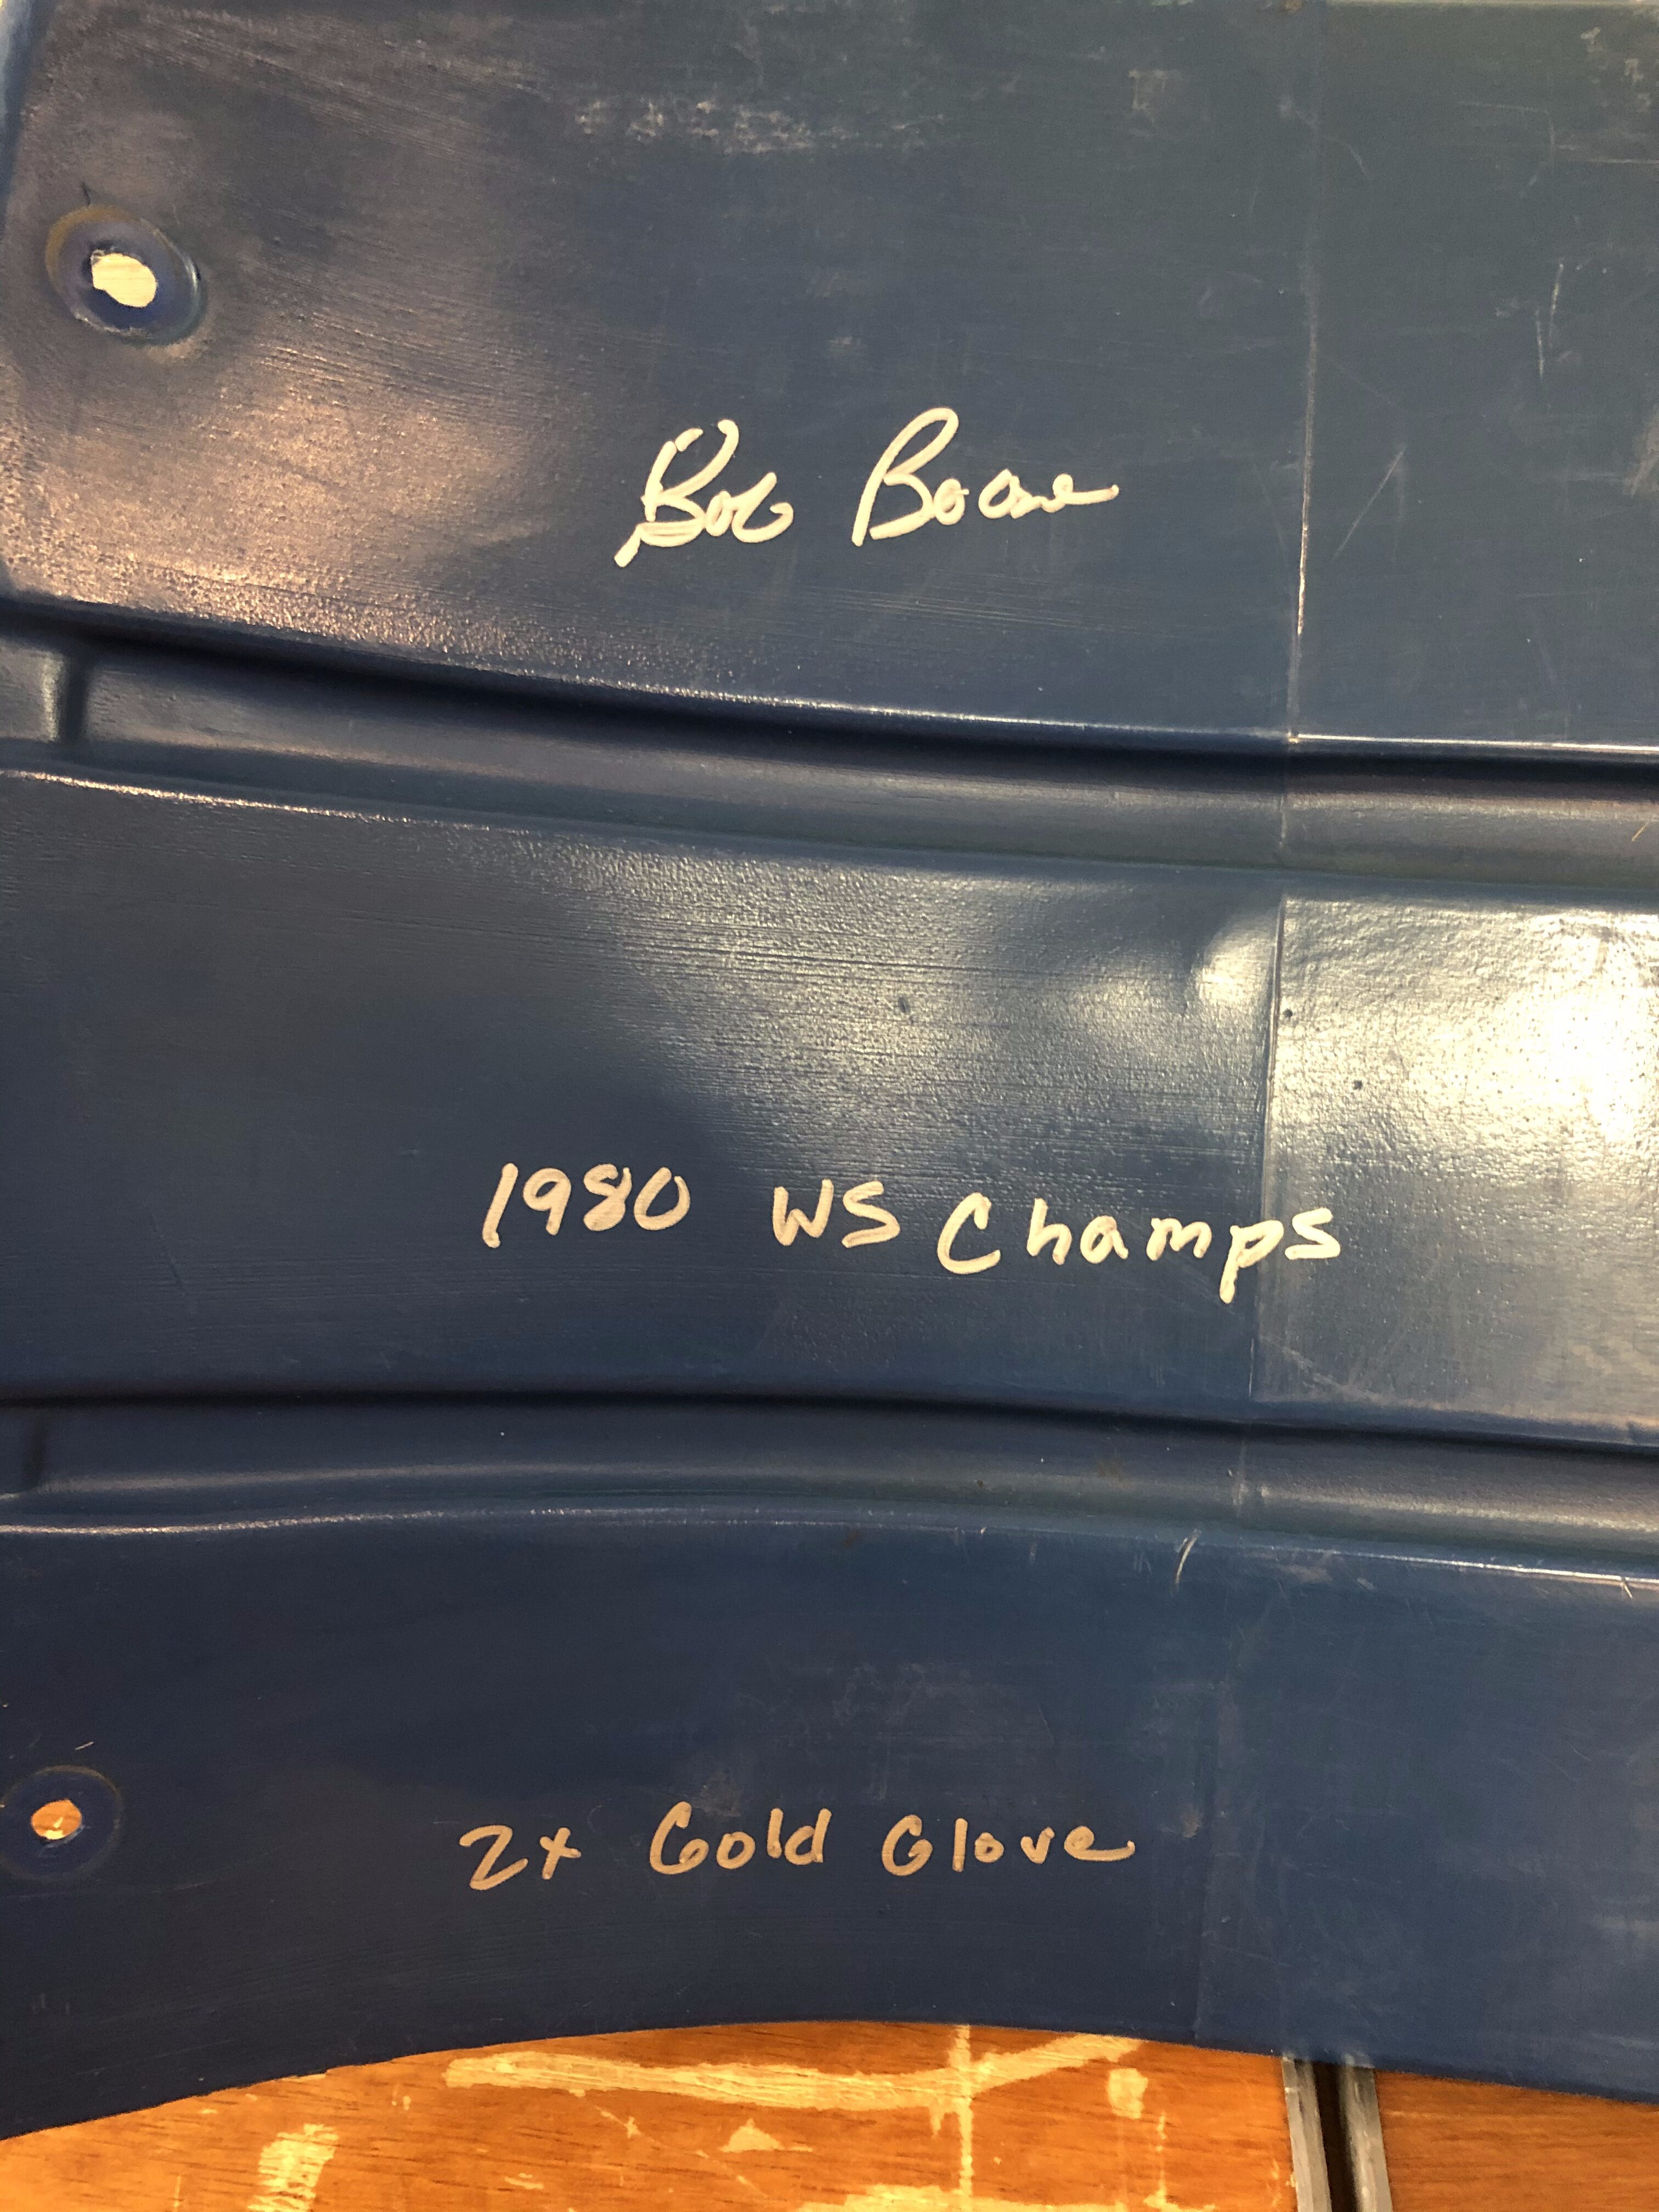 Bob Boone
1980 WS Champs
2x Gold Glove